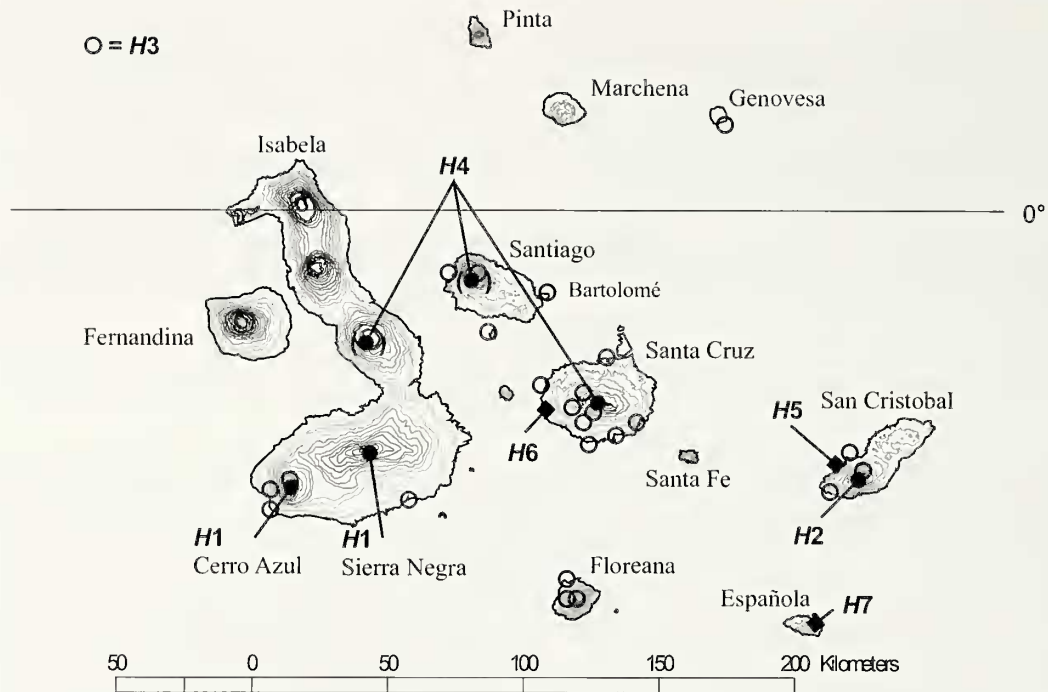 Pinta
O = H3
Marchena
Genovesa
Isabela
H4
0°
Santiago
Bartolomé
Fernandina
Santa Cruz
H5
San Cristobal
H6
Santa Fe
H2
H1
Cerro Azul
H1
Sierra Negra
Floreana
Española
H7
50 0 50 100 150 200 Kilometers